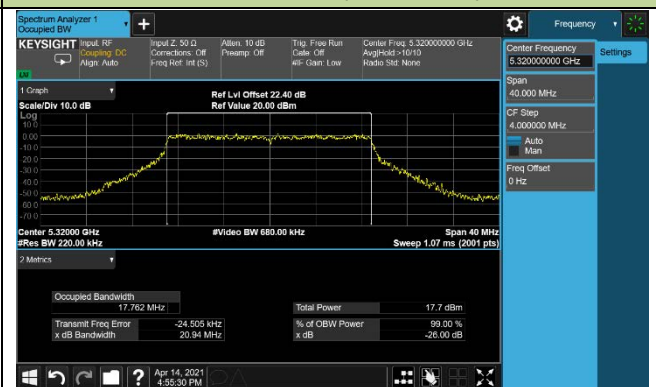 Spectrum Analyzer 1
Occupied BW
+
Frequency
KEYSIGHT
Input: RF
Coupling: DC
Align: Auto
Input Z: 50 Ω
Corrections: Off
Freq Ref: Int (S)
Atten: 10 dB
Preamp: Off
Trig: Free Run
Gate: Off
#IF Gain: Low
Center Freq: 5.320000000 GHz
Avg|Hold:>10/10
Radio Std: None
Center Frequency
5.320000000 GHz
Settings
Span
40.000 MHz
CF Step
4.000000 MHz
Auto
Man
Freq Offset
0 Hz
1 Graph
Scale/Div 10.0 dB
Ref Lvl Offset 22.40 dB
Ref Value 20.00 dBm
Log
10.0
0.00
-10.0
-20.0
-30.0
-40.0
-50.0
-60.0
-70.0
Center 5.32000 GHz
#Video BW 680.00 kHz
Span 40 MHz
#Res BW 220.00 kHz
Sweep 1.07 ms (2001 pts)
2 Metrics
Occupied Bandwidth
17.762 MHz
Total Power
17.7 dBm
Transmit Freq Error
-24.505 kHz
% of OBW Power
99.00 %
x dB Bandwidth
20.94 MHz
x dB
-26.00 dB
?
Apr 14, 2021
4:55:30 PM